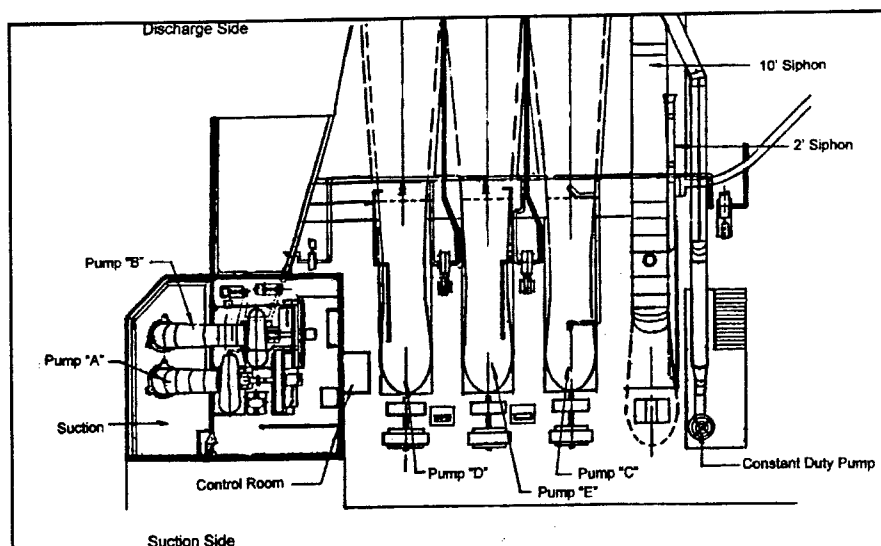 Discharge Side
10' Siphon
2' Siphon
Pump "B"
Pump "A"
Suction
Control Room
Pump "D"
Pump "E"
Pump "C"
Constant Duty Pump
Suction Side